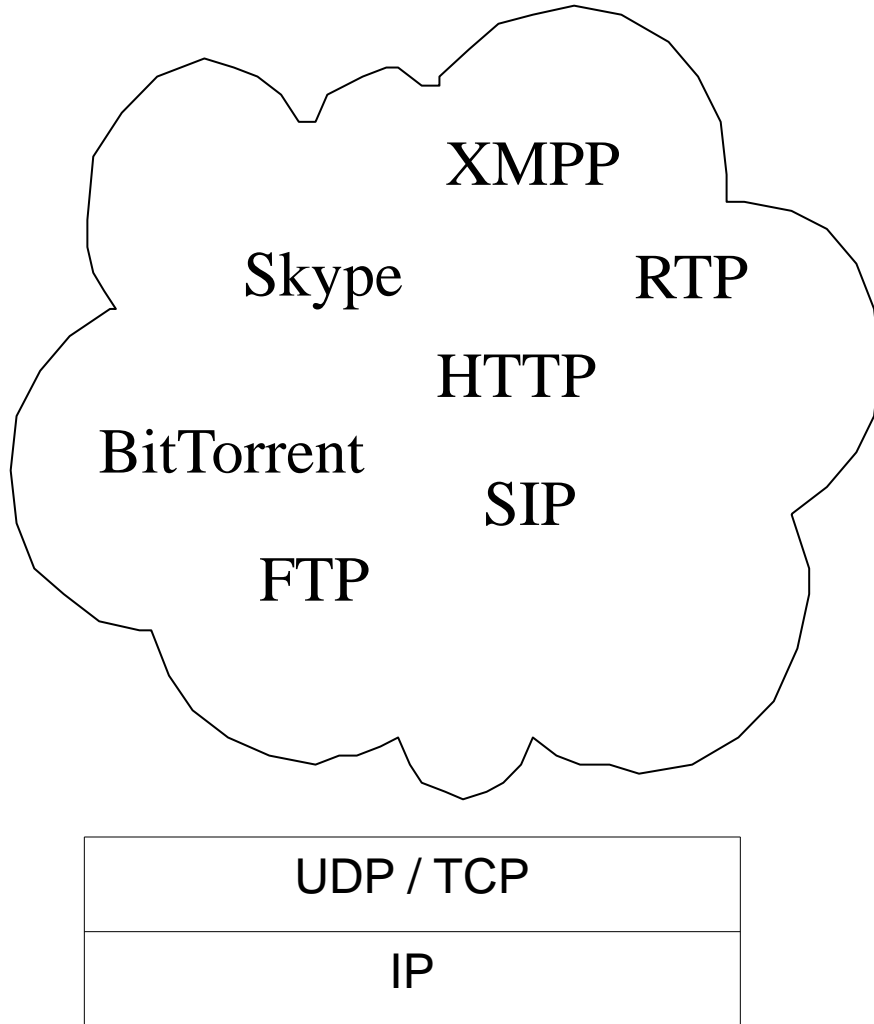 XMPP
Skype
RTP
HTTP
BitTorrent
SIP
FTP
UDP / TCP
IP